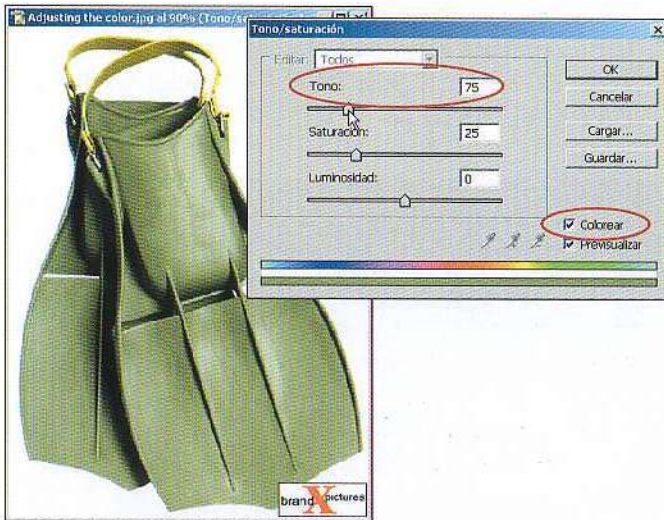 Adjusting the color.jpg al 90% (Tono/sa
Tono/saturación
Editar: Todos
Tono: 75
Saturación: 25
Luminosidad: 0
OK
Cancelar
Cargar...
Guardar...
Colorear
Previsualizar
brand X pictures